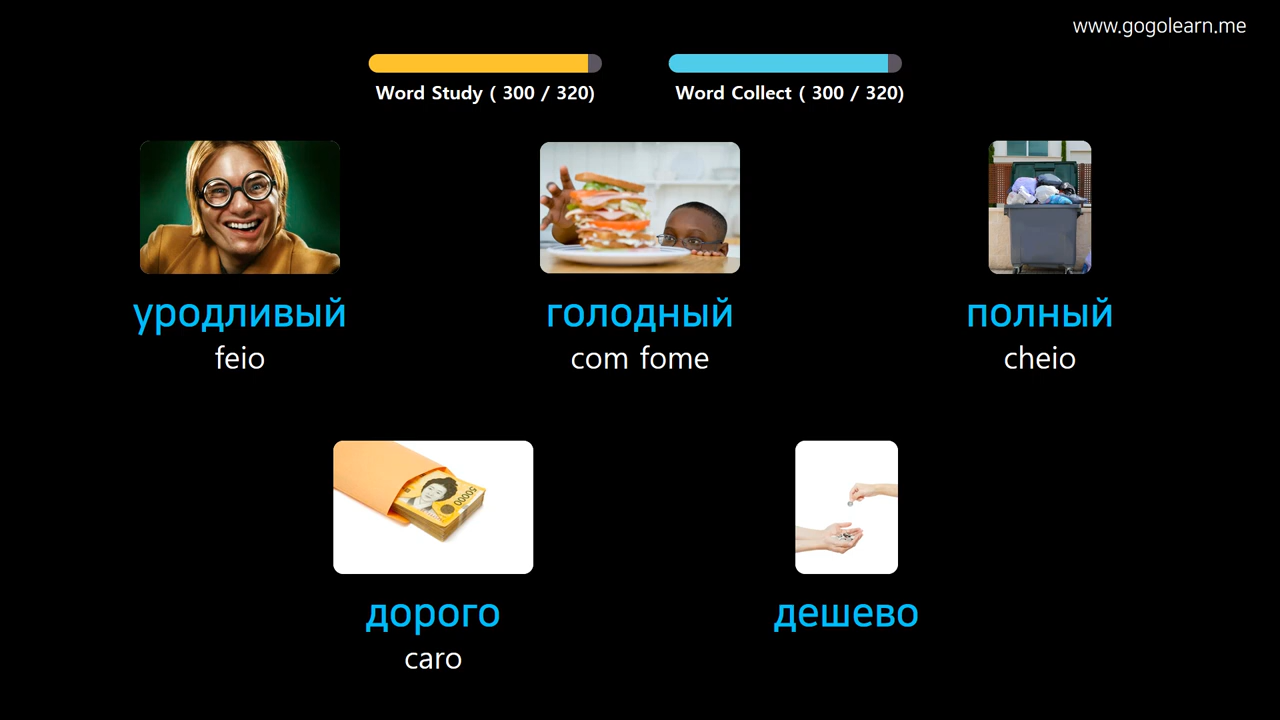 www.gogolearn.me
Word Study ( 300 / 320)
Word Collect ( 300 / 320)
уродливый
feio
голодный
com fome
полный
cheio
50000
дорого
caro
дешево